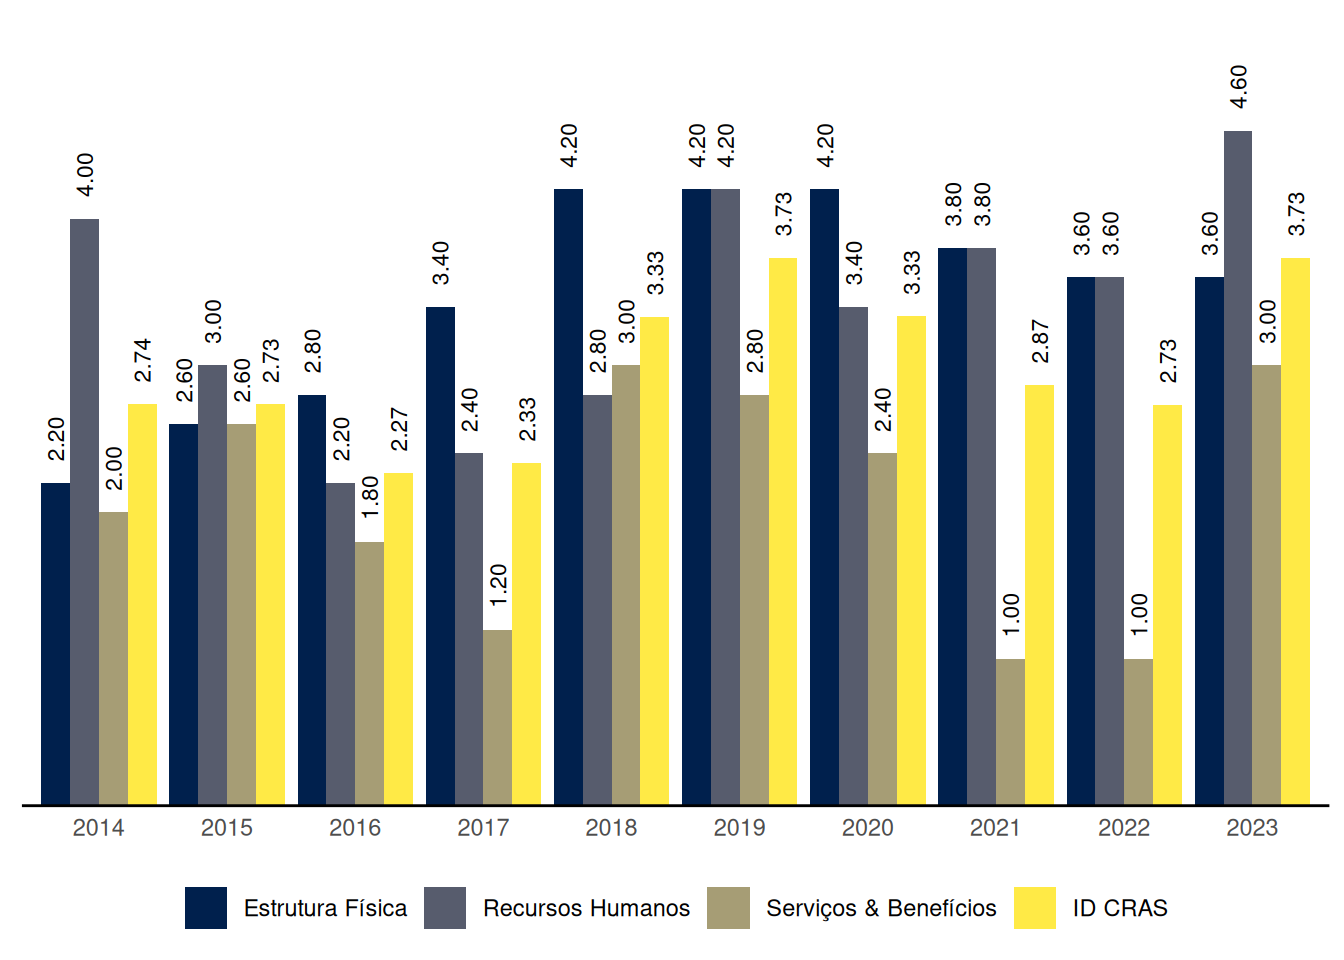 2.20 4.00 2.00 2.74 2.60 3.00 2.60 2.73 2.80 2.20 1.80 2.27 3.40 2.40 1.20 2.33 4.20 2.80 3.00 3.33 4.20 4.20 2.80 3.73 4.20 3.40 2.40 3.33 3.80 3.80 1.00 2.87 3.60 3.60 1.00 2.73 3.60 4.60 3.00 3.73
2014 2015 2016 2017 2018 2019 2020 2021 2022 2023
Estrutura Física Recursos Humanos Serviços & Benefícios ID CRAS